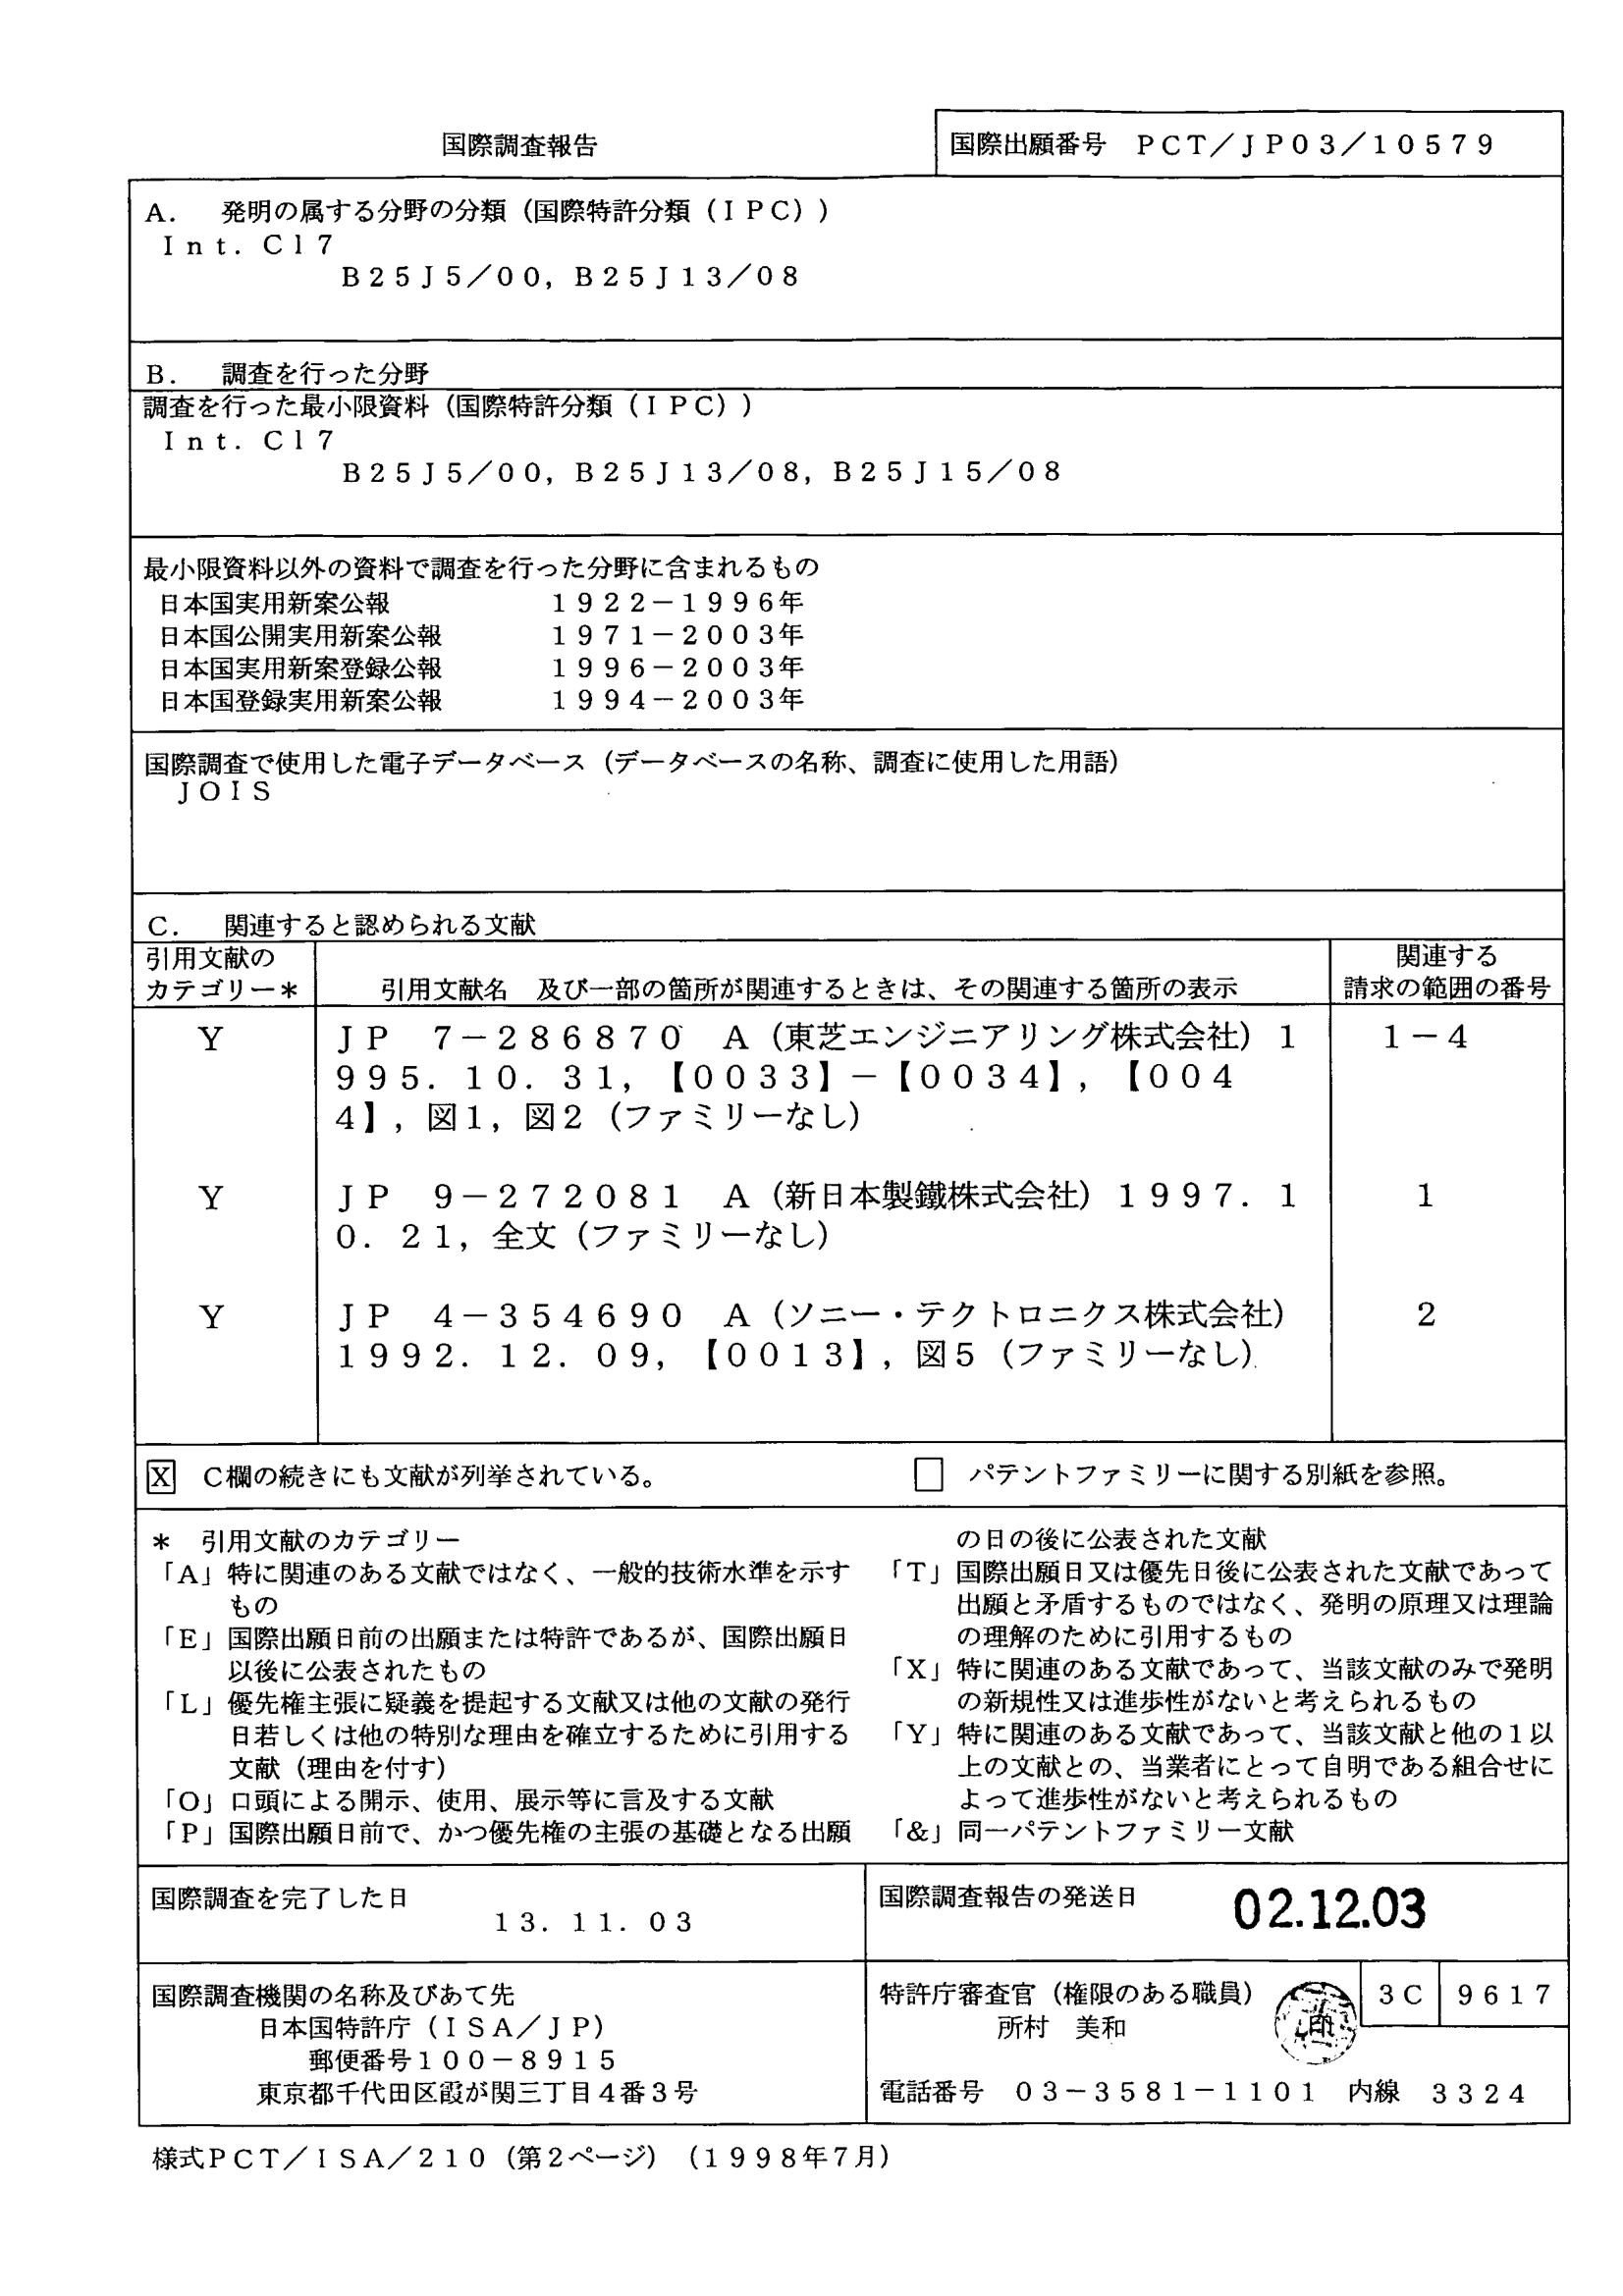 国際調査報告
国際出願番号　ＰＣＴ／ＪＰ０３／１０５７９
Ａ．　発明の属する分野の分類（国際特許分類（ＩＰＣ））
Ｉｎｔ．Ｃｌ７
Ｂ２５Ｊ５／００，Ｂ２５Ｊ１３／０８
Ｂ．　調査を行った分野
調査を行った最小限資料（国際特許分類（ＩＰＣ））
Ｉｎｔ．Ｃｌ７
Ｂ２５Ｊ５／００，Ｂ２５Ｊ１３／０８，Ｂ２５Ｊ１５／０８
最小限資料以外の資料で調査を行った分野に含まれるもの
日本国実用新案公報　１９２２－１９９６年
日本国公開実用新案公報　１９７１－２００３年
日本国実用新案登録公報　１９９６－２００３年
日本国登録実用新案公報　１９９４－２００３年
国際調査で使用した電子データベース（データベースの名称、調査に使用した用語）
ＪＯＩＳ
Ｃ．　関連すると認められる文献
引用文献の
カテゴリー＊
引用文献名　及び一部の箇所が関連するときは、その関連する箇所の表示
関連する
請求の範囲の番号
Ｙ　ＪＰ　７－２８６８７０　Ａ（東芝エンジニアリング株式会社）１　１－４
９９５．１０．３１，【００３３】－【００３４】，【００４
４】，図１，図２（ファミリーなし）
Ｙ　ＪＰ　９－２７２０８１　Ａ（新日本製鐵株式会社）１９９７．１　１
０．２１，全文（ファミリーなし）
Ｙ　ＪＰ　４－３５４６９０　Ａ（ソニー・テクトロニクス株式会社）　２
１９９２．１２．０９，【００１３】，図５（ファミリーなし）
Ｘ　Ｃ欄の続きにも文献が列挙されている。
パテントファミリーに関する別紙を参照。
＊　引用文献のカテゴリー
「Ａ」特に関連のある文献ではなく、一般的技術水準を示す
もの
「Ｅ」国際出願日前の出願または特許であるが、国際出願日
以後に公表されたもの
「Ｌ」優先権主張に疑義を提起する文献又は他の文献の発行
日若しくは他の特別な理由を確立するために引用する
文献（理由を付す）
「Ｏ」口頭による開示、使用、展示等に言及する文献
「Ｐ」国際出願日前で、かつ優先権の主張の基礎となる出願
の日の後に公表された文献
「Ｔ」国際出願日又は優先日後に公表された文献であって
出願と矛盾するものではなく、発明の原理又は理論
の理解のために引用するもの
「Ｘ」特に関連のある文献であって、当該文献のみで発明
の新規性又は進歩性がないと考えられるもの
「Ｙ」特に関連のある文献であって、当該文献と他の１以
上の文献との、当業者にとって自明である組合せに
よって進歩性がないと考えられるもの
「＆」同一パテントファミリー文献
国際調査を完了した日
１３．１１．０３
国際調査報告の発送日
02.12.03
国際調査機関の名称及びあて先
日本国特許庁（ＩＳＡ／ＪＰ）
郵便番号１００－８９１５
東京都千代田区霞が関三丁目４番３号
特許庁審査官（権限のある職員）
３Ｃ　９６１７
所村　美和
電話番号　０３－３５８１－１１０１　内線　３３２４
様式ＰＣＴ／ＩＳＡ／２１０（第２ページ）（１９９８年７月）